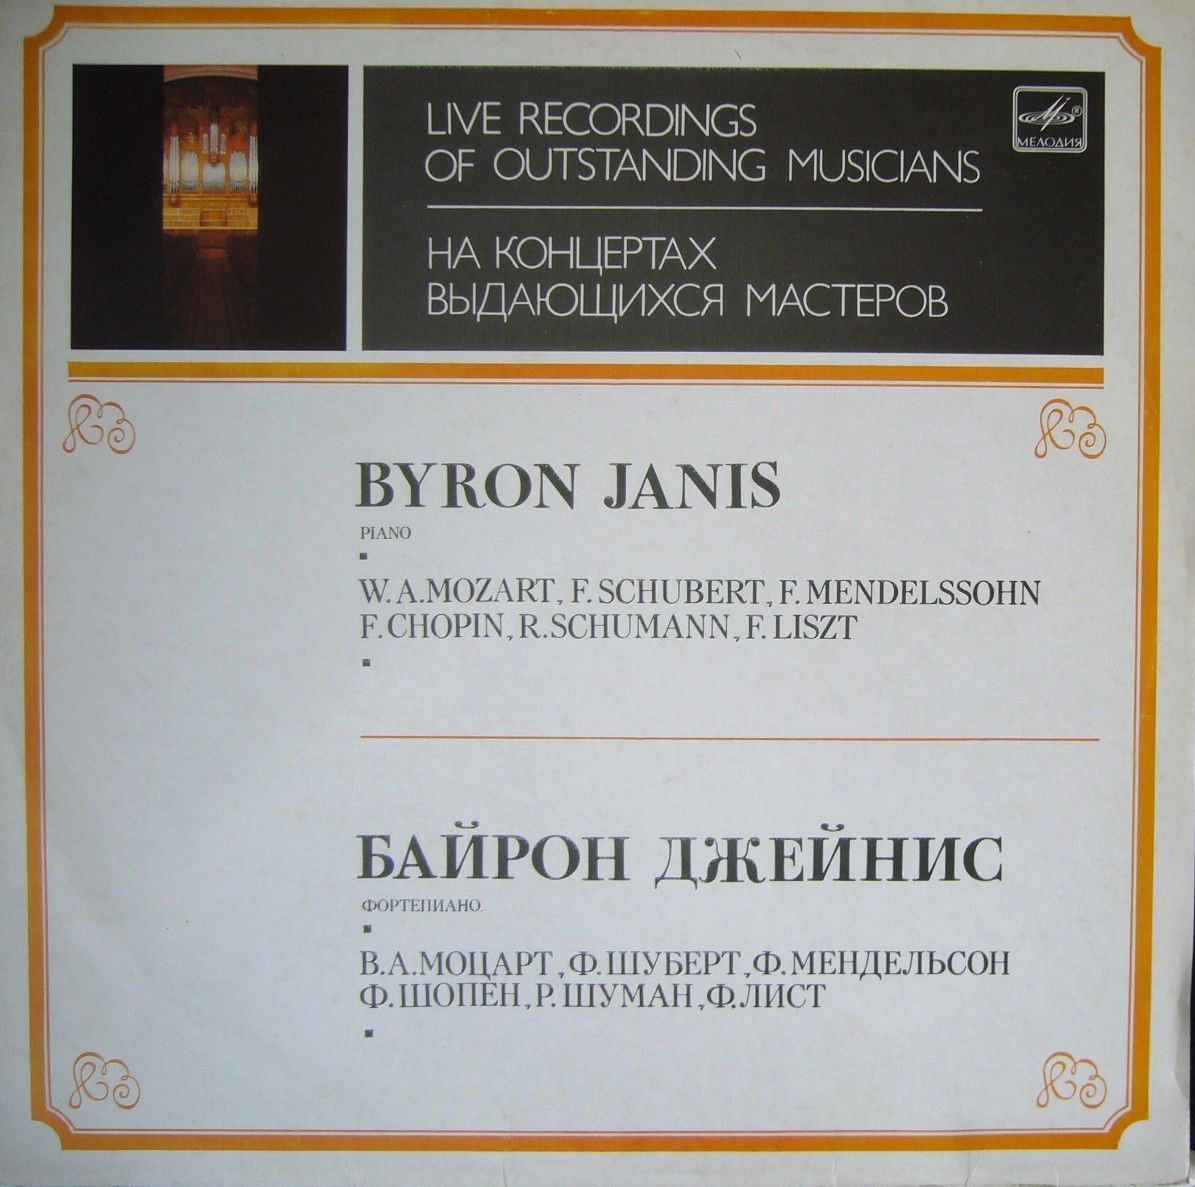 LIVE RECORDINGS
OF OUTSTANDING MUSICIANS
МЕЛОДИЯ
НА КОНЦЕРТАХ
ВЫДАЮЩИХСЯ МАСТЕРОВ
BYRON JANIS
PIANO
W.A.MOZART, F.SCHUBERT, F.MENDELSSOHN
F.CHOPIN, R.SCHUMANN, F.LISZT
БАЙРОН ДЖЕЙНИС
ФОРТЕПИАНО
В.А.МОЦАРТ, Ф.ШУБЕРТ, Ф.МЕНДЕЛЬСОН
Ф.ШОПЕН, Р.ШУМАН, Ф.ЛИСТ